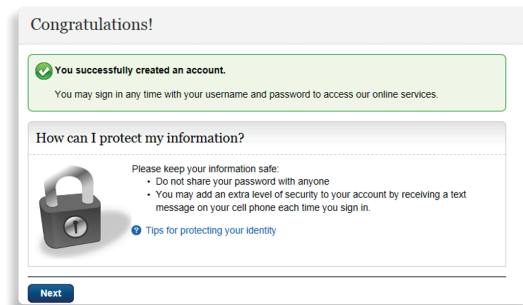 Congratulations!
You successfully created an account.
You may sign in any time with your username and password to access our online services.
How can I protect my information?
Please keep your information safe:
• Do not share your password with anyone
• You may add an extra level of security to your account by receiving a text
message on your cell phone each time you sign in.
? Tips for protecting your identity
Next